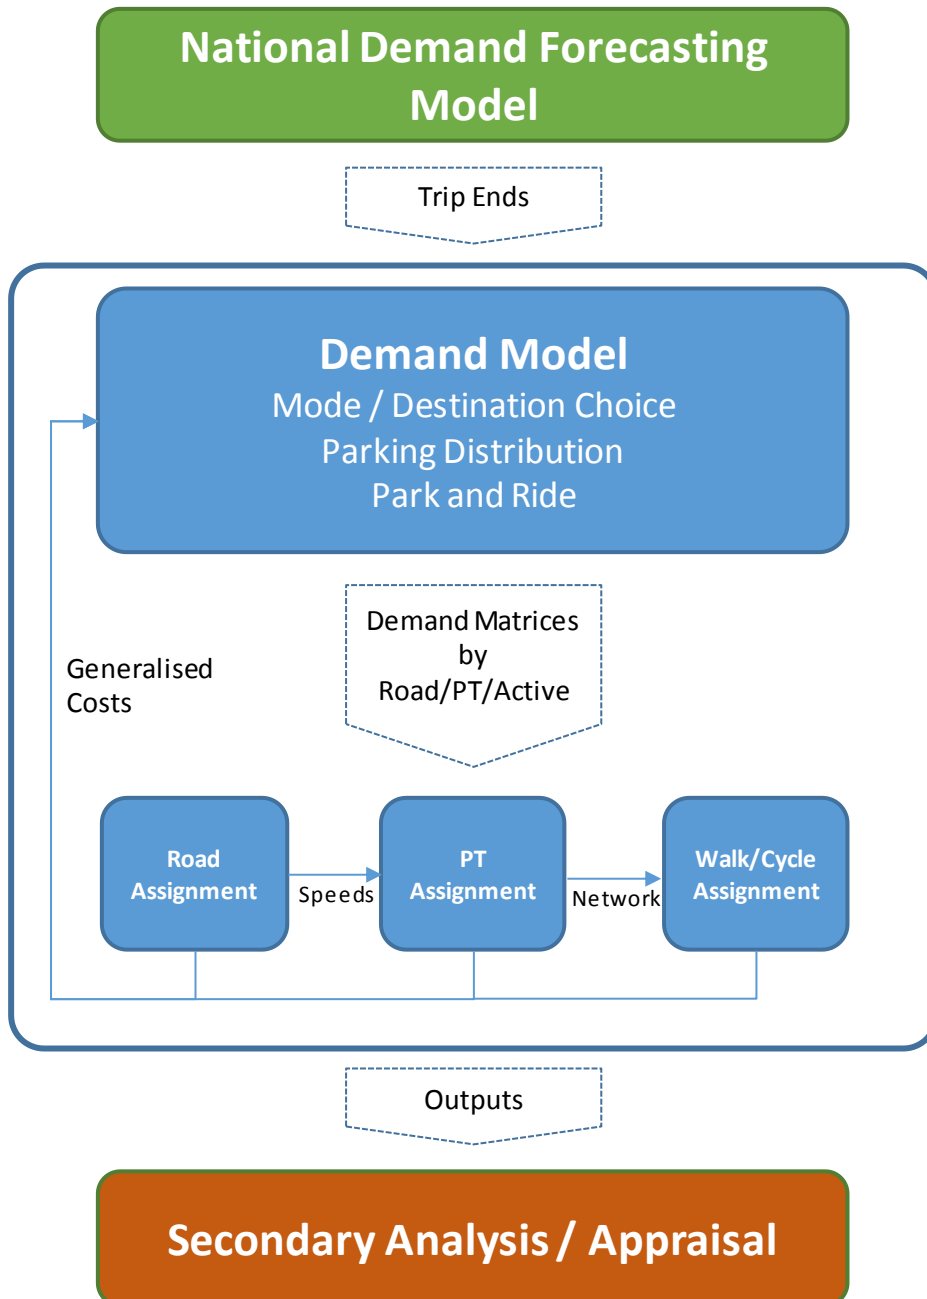 National Demand Forecasting
Model
Trip Ends
Demand Model
Mode / Destination Choice
Parking Distribution
Park and Ride
Demand Matrices
by
Road/PT/Active
Generalised
Costs
Road
Assignment
Speeds
PT
Assignment
Network
Walk/Cycle
Assignment
Outputs
Secondary Analysis / Appraisal